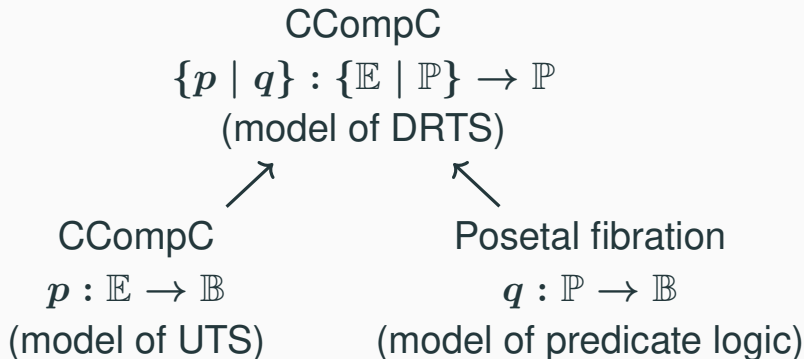 CCompC
{p | q} : {𝔼 | ℙ} → ℙ
(model of DRTS)
CCompC
p : 𝔼 → 𝔹
(model of UTS)
Posetal fibration
q : ℙ → 𝔹
(model of predicate logic)